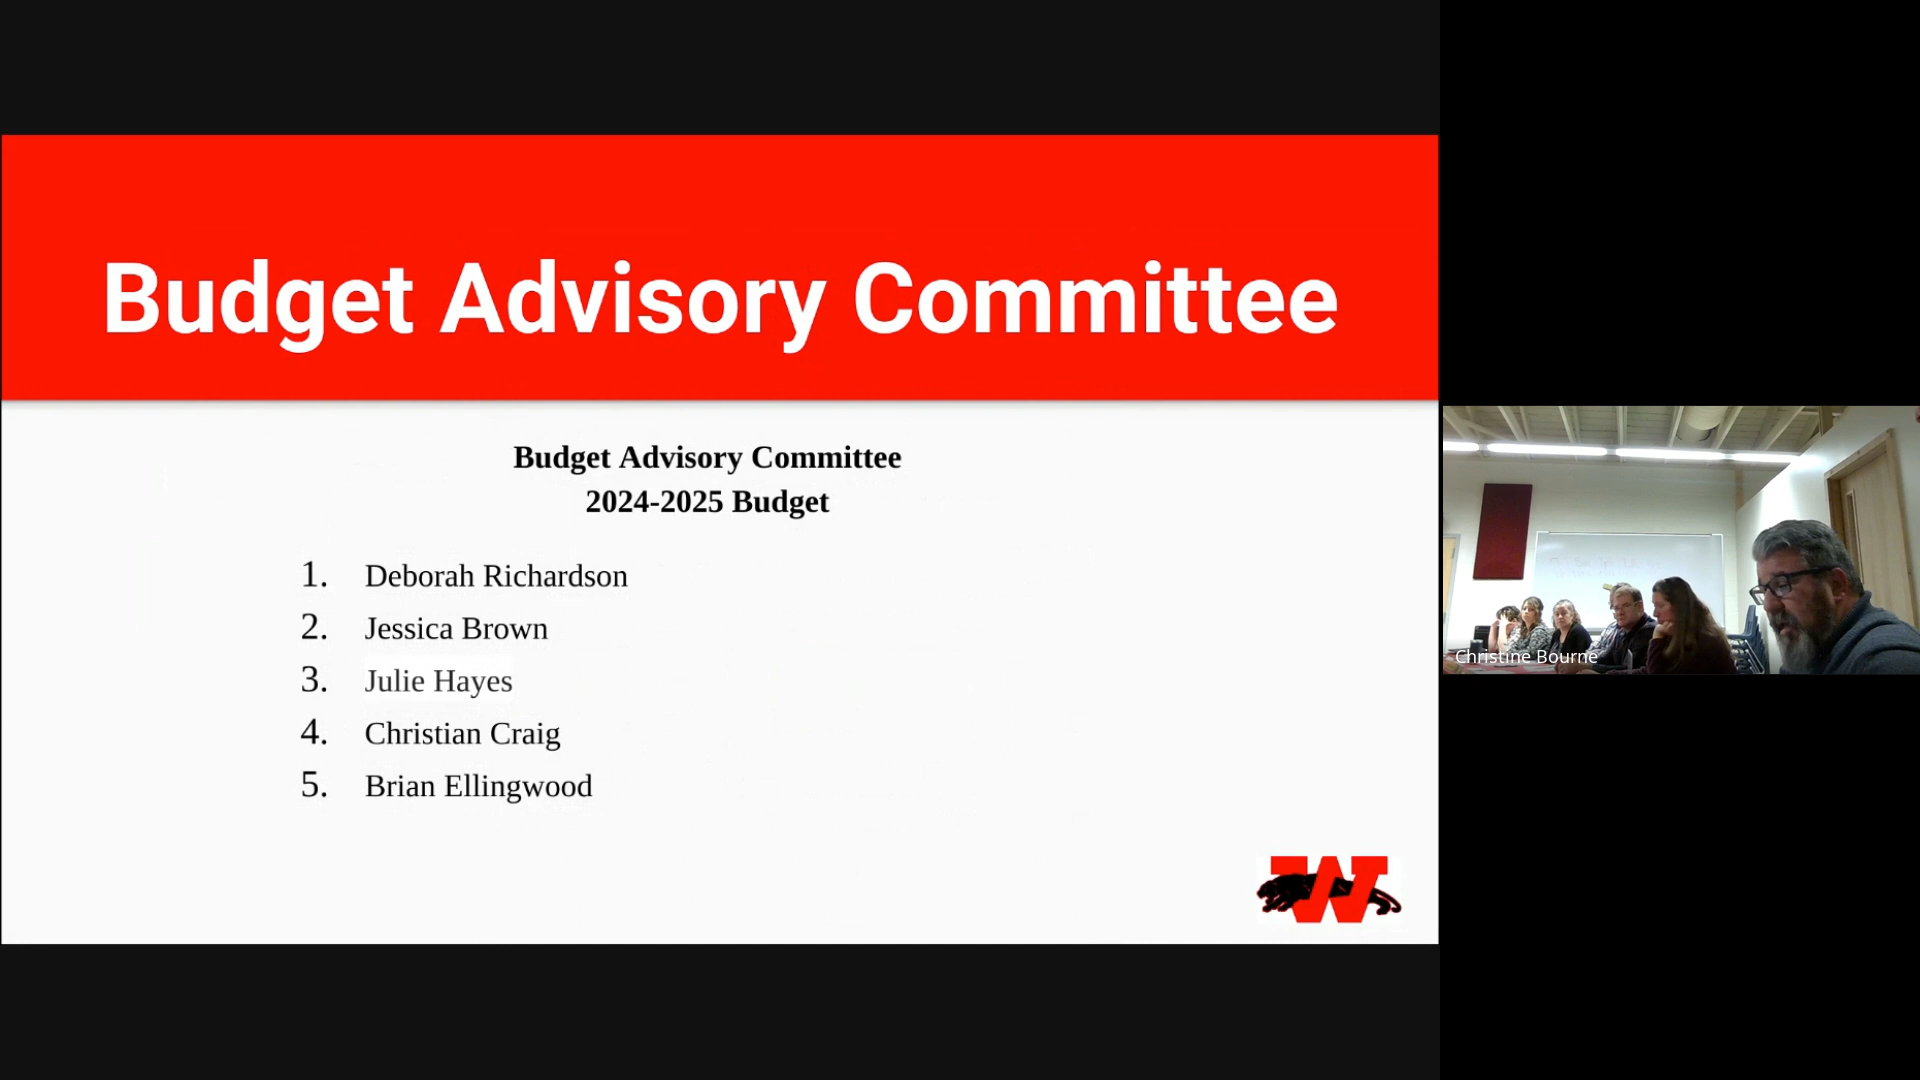 Budget Advisory Committee
Budget Advisory Committee
2024-2025 Budget
1. Deborah Richardson
2. Jessica Brown
3. Julie Hayes
4. Christian Craig
5. Brian Ellingwood
W
Christine Bourne